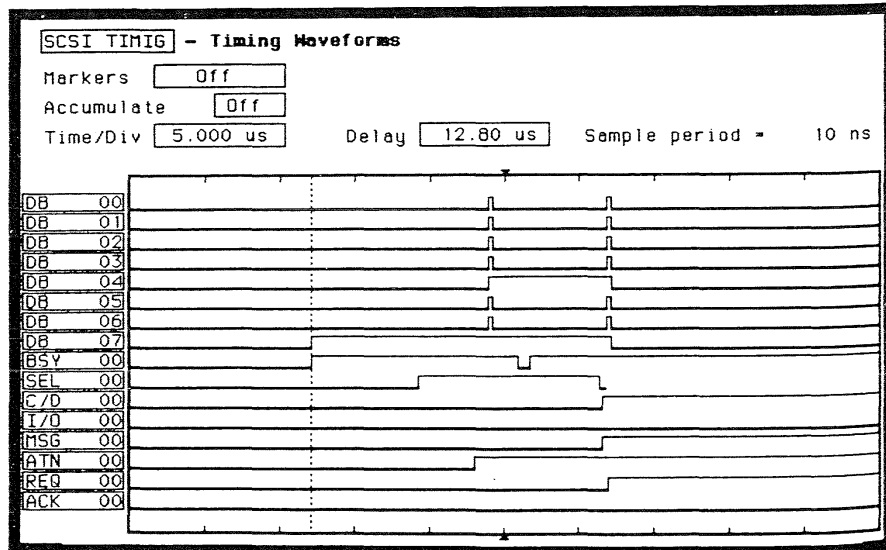 SCSI TIMIG - Timing Waveforms
Markers Off
Accumulate Off
Time/Div 5.000 us Delay 12.80 us Sample period = 10 ns
DB 00
DB 01
DB 02
DB 03
DB 04
DB 05
DB 06
DB 07
BSY 00
SEL 00
C/D 00
I/O 00
MSG 00
ATN 00
REQ 00
ACK 00